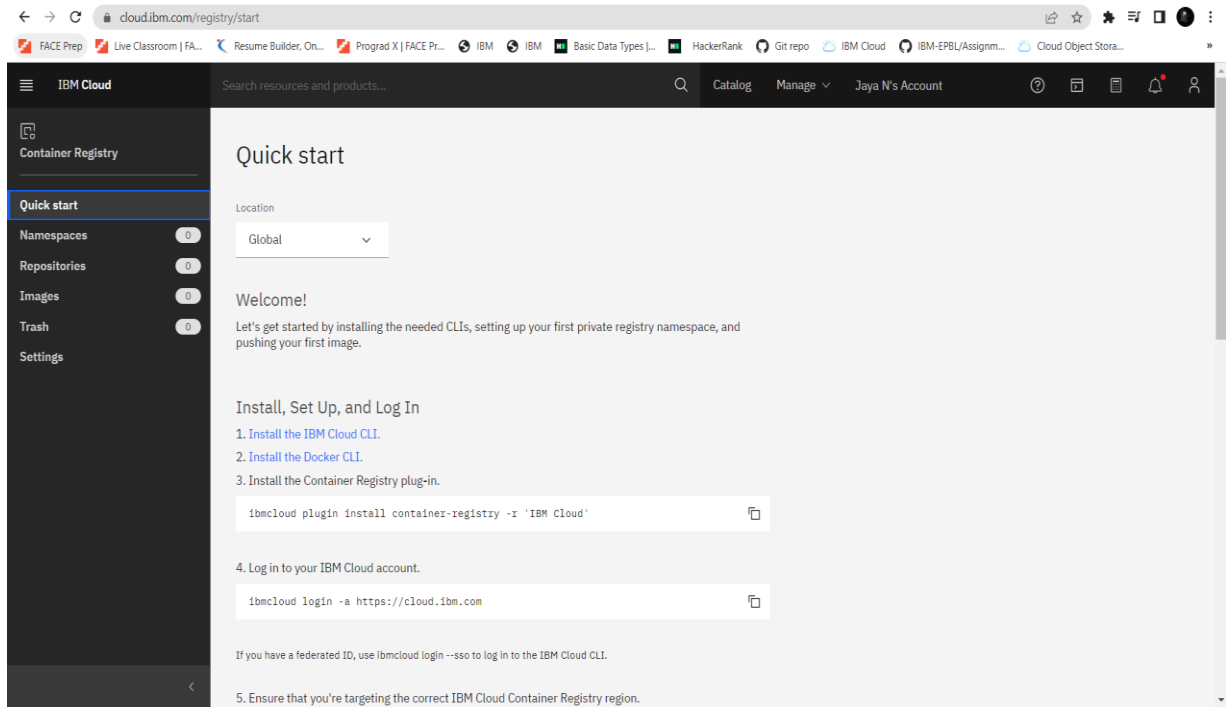 cloud.ibm.com/registry/start
FACE Prep Live Classroom | FA... Resume Builder, On... Prograd X | FACE Pr... IBM IBM Basic Data Types |... HackerRank Git repo IBM Cloud IBM-EPBL/Assignm... Cloud Object Stora... »
IBM Cloud Search resources and products... Catalog Manage Jaya N's Account
Container Registry
Quick start
Namespaces 0
Repositories 0
Images 0
Trash 0
Settings
Quick start
Location
Global
Welcome!
Let's get started by installing the needed CLIs, setting up your first private registry namespace, and
pushing your first image.
Install, Set Up, and Log In
1. Install the IBM Cloud CLI.
2. Install the Docker CLI.
3. Install the Container Registry plug-in.
ibmcloud plugin install container-registry -r 'IBM Cloud'
4. Log in to your IBM Cloud account.
ibmcloud login -a https://cloud.ibm.com
If you have a federated ID, use ibmcloud login --sso to log in to the IBM Cloud CLI.
5. Ensure that you're targeting the correct IBM Cloud Container Registry region.